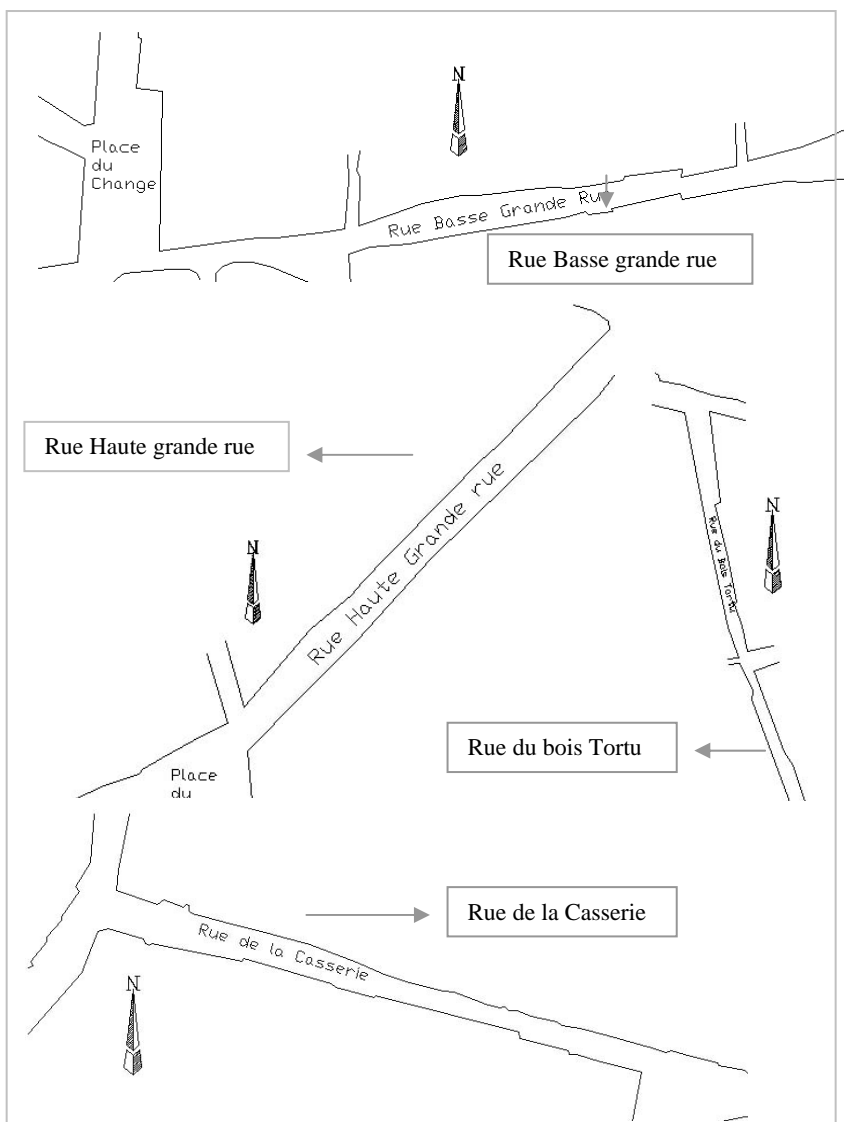 N
Place
du
Change
Rue Basse Grande Ru
Rue Basse grande rue
Rue Haute grande rue
N
Rue Haute Grande rue
N
Rue du Bois Tortu
Rue du bois Tortu
Place
du
Rue de la Casserie
Rue de la Casserie
N